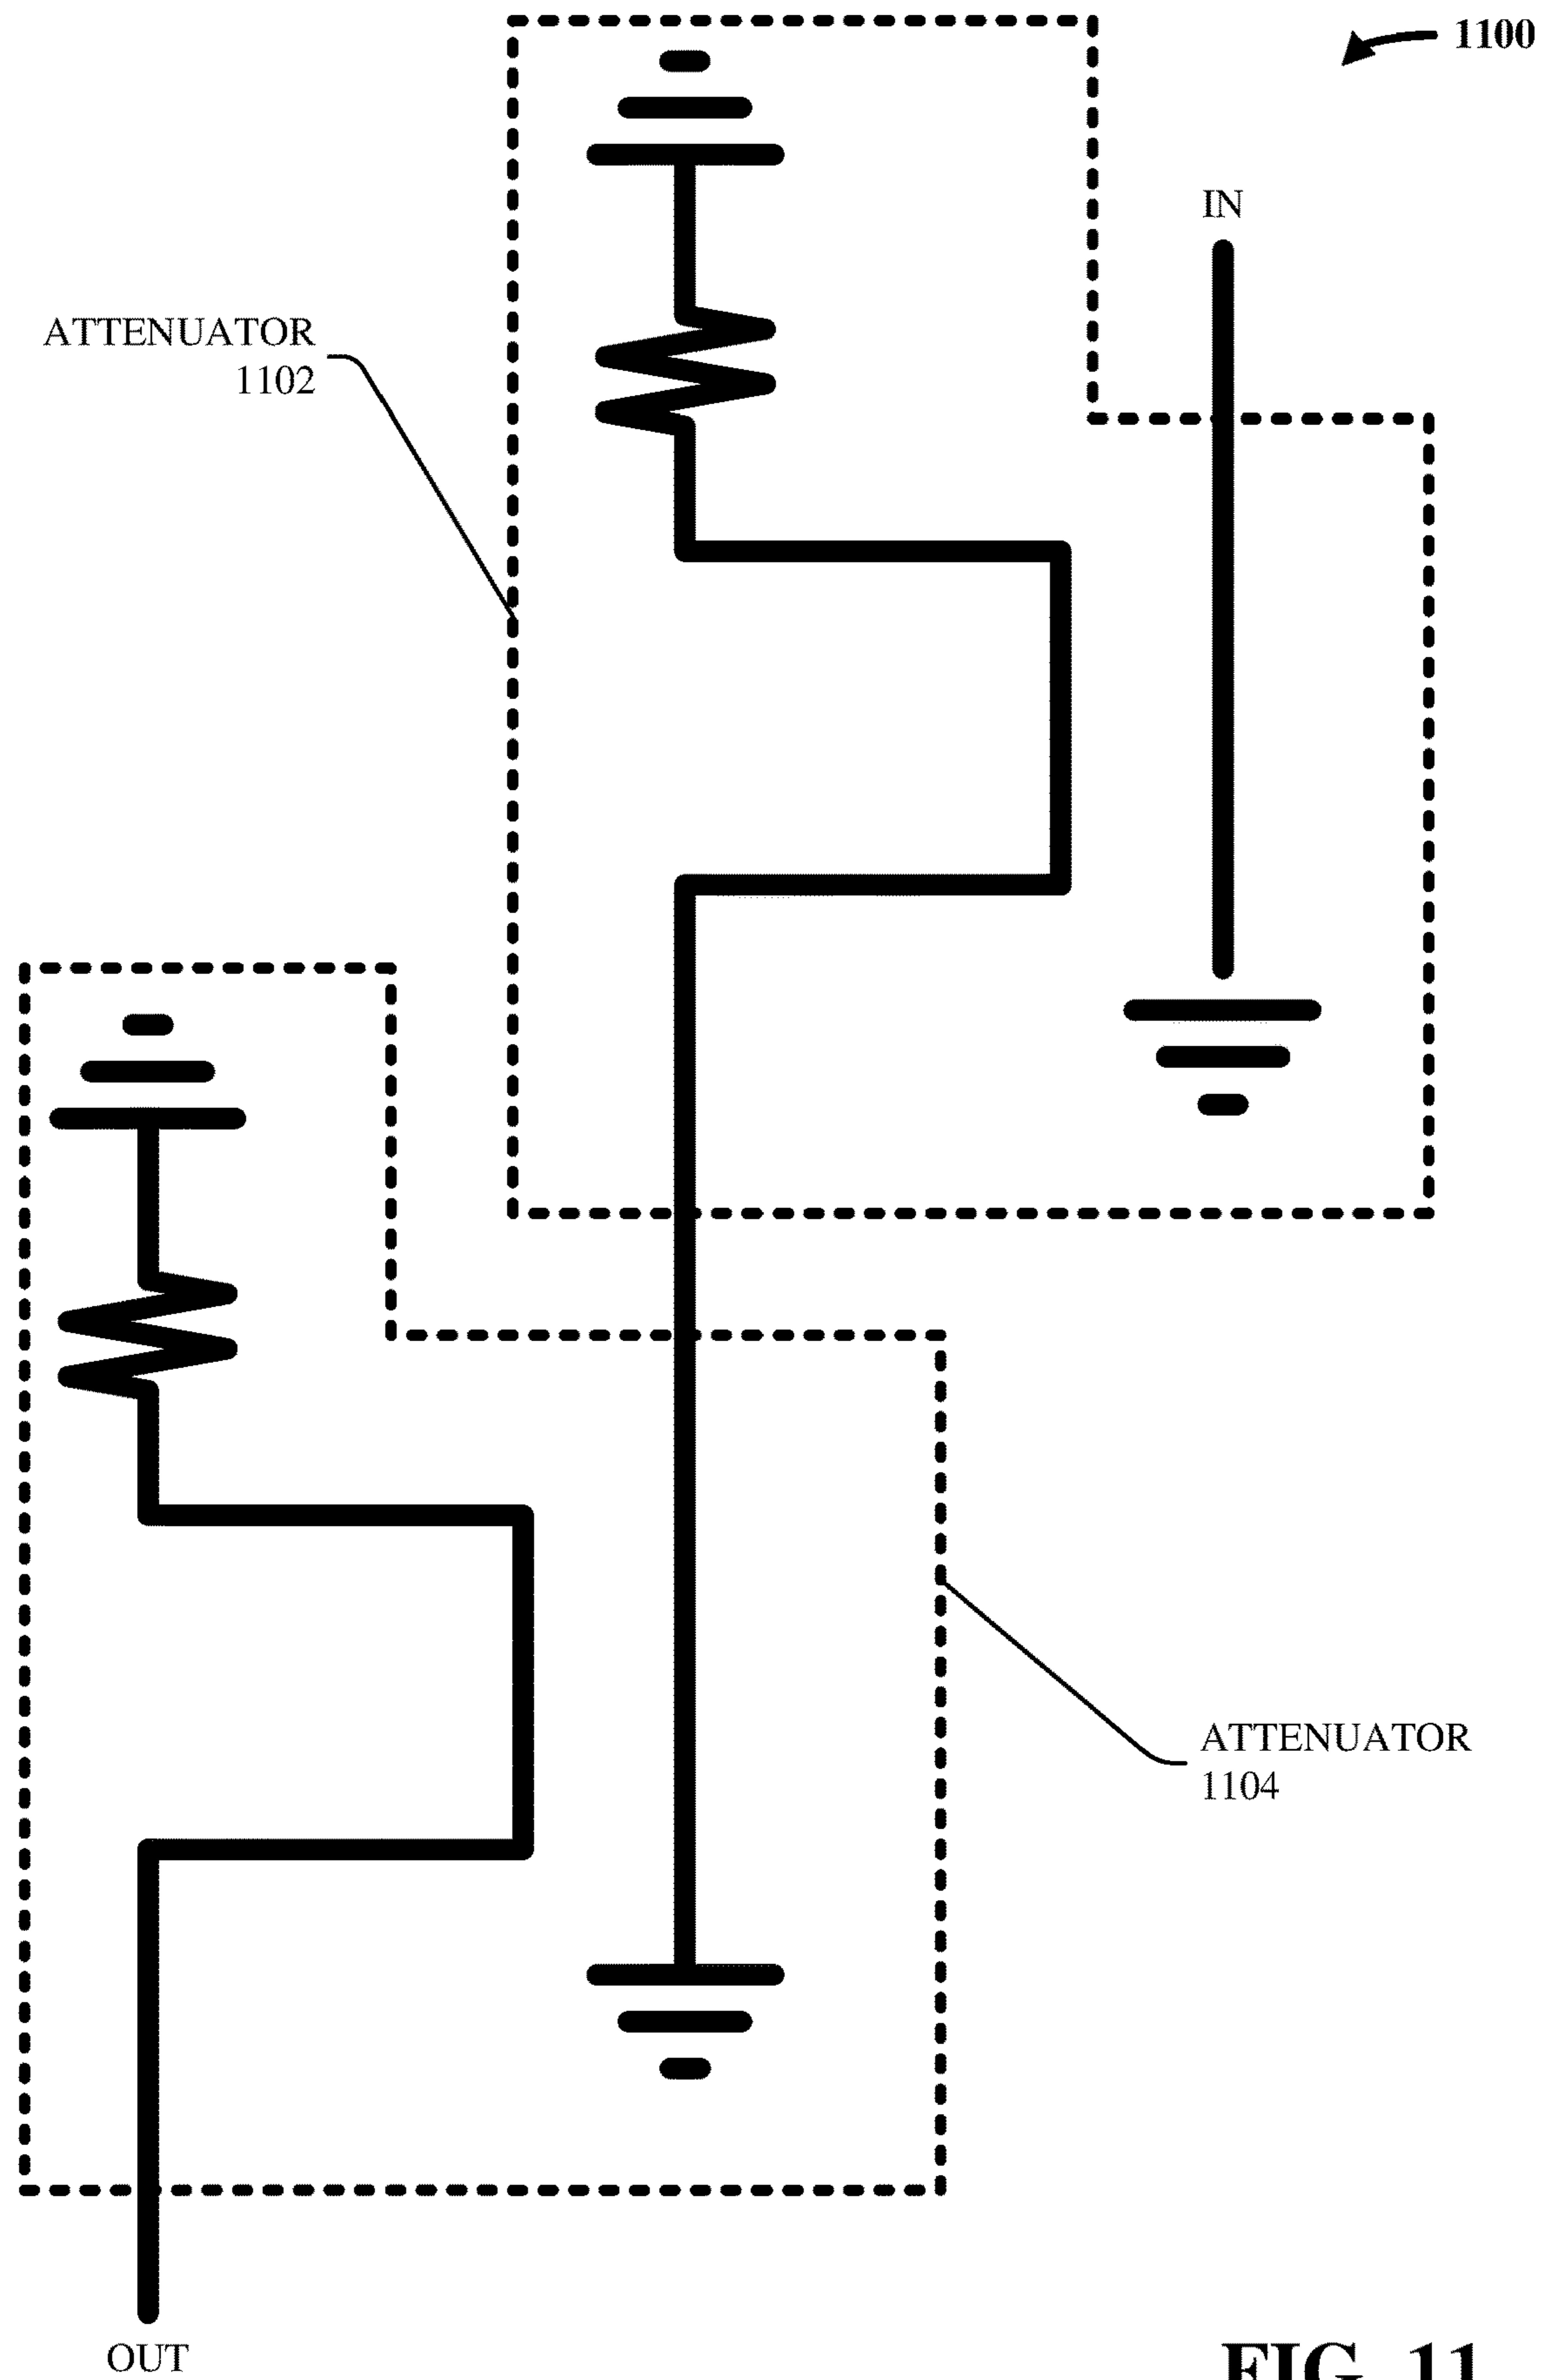 1100
IN
ATTENUATOR
1102
ATTENUATOR
1104
OUT
FIG. 11